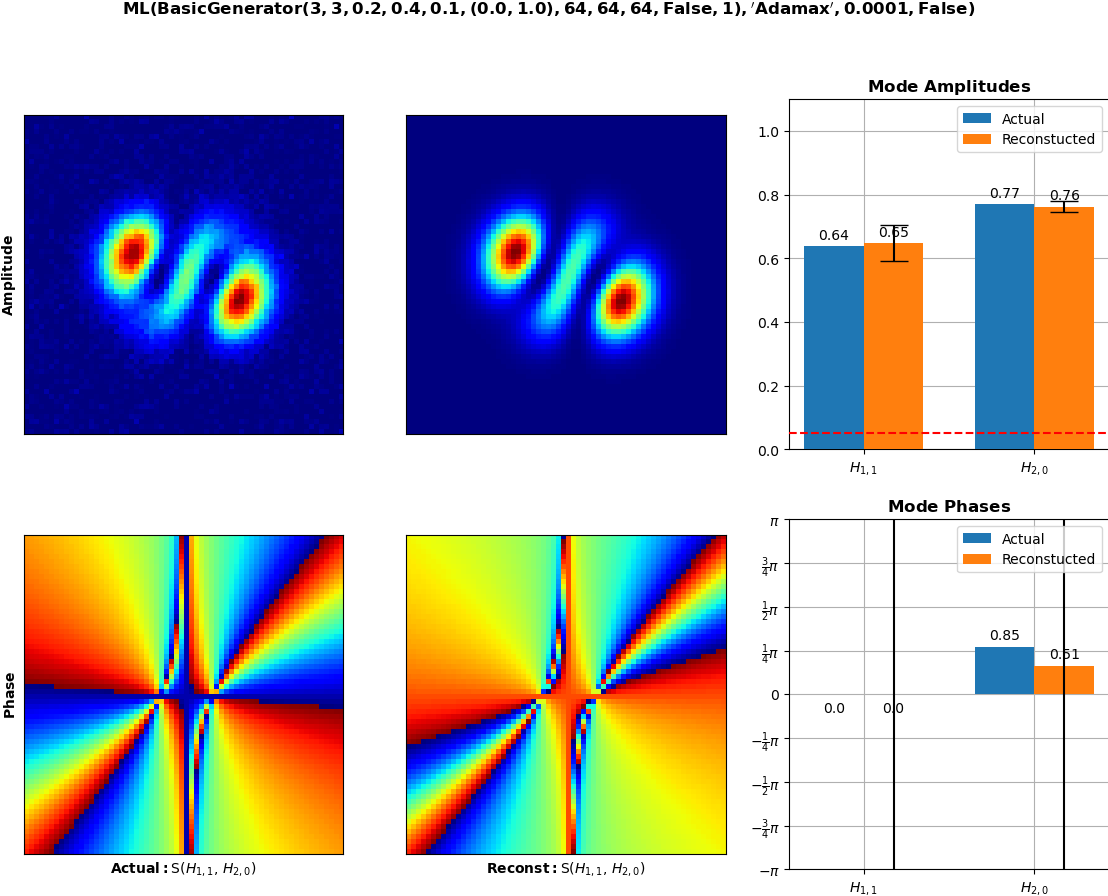 ML(BasicGenerator(3, 3, 0.2, 0.4, 0.1, (0.0, 1.0), 64, 64, 64, False, 1), ′Adamax′, 0.0001, False)
Amplitude
Mode Amplitudes
Actual
Reconstucted
1.0
0.8
0.6
0.4
0.2
0.0
0.64
0.65
0.77
0.76
H1, 1
H2, 0
Phase
Actual: S(H1, 1, H2, 0)
Reconst: S(H1, 1, H2, 0)
Mode Phases
Actual
Reconstucted
π
3/4π
1/2π
1/4π
0
−1/4π
−1/2π
−3/4π
−π
0.0
0.0
0.85
0.51
H1, 1
H2, 0